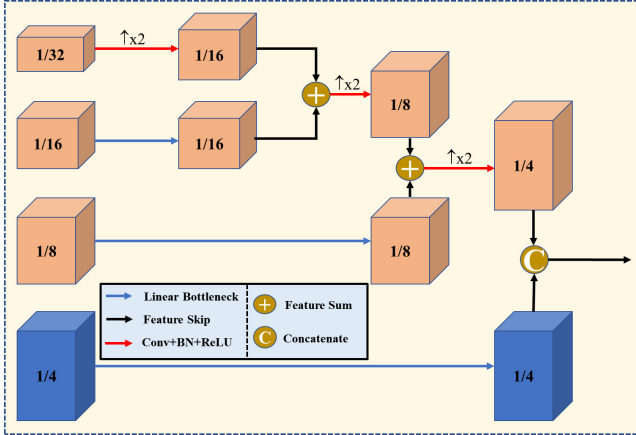 1/32
↑x2
1/16
1/16
1/16
+
↑x2
1/8
+
↑x2
1/4
1/8
1/8
C
Linear Bottleneck
Feature Skip
Conv+BN+ReLU
+ Feature Sum
C Concatenate
1/4
1/4